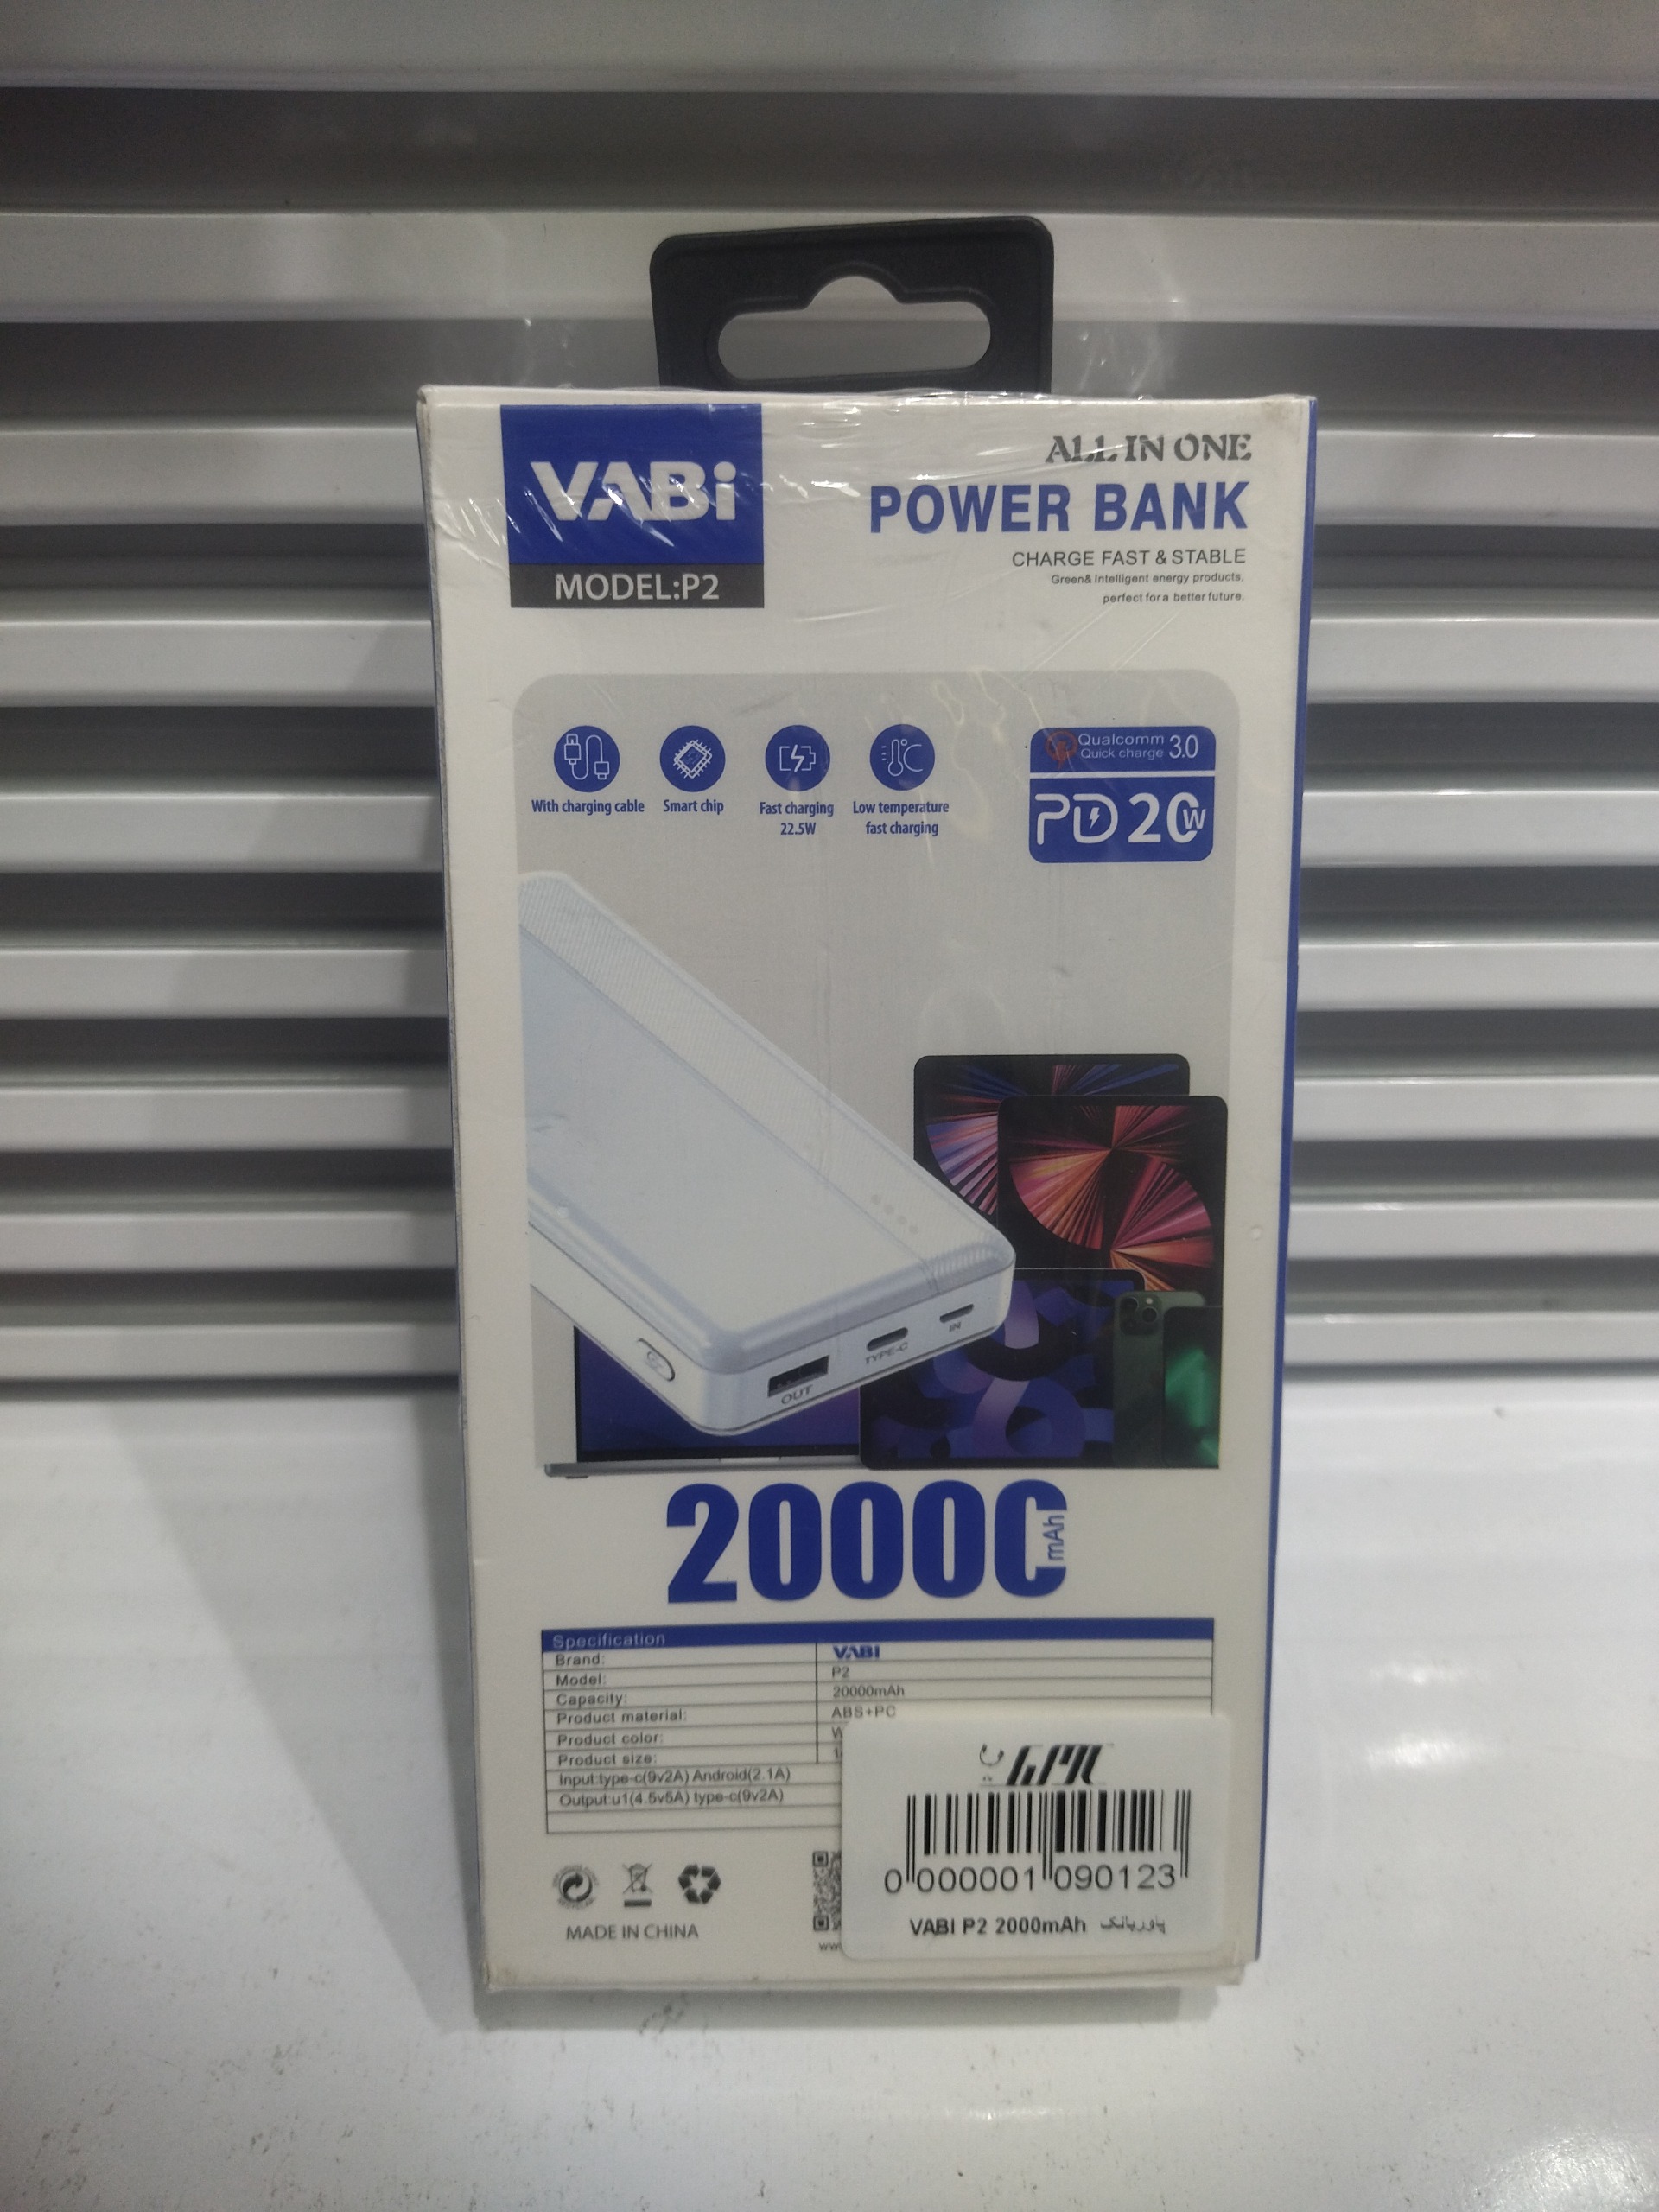 VABi
MODEL:P2
ALL IN ONE
POWER BANK
CHARGE FAST & STABLE
Green& Intelligent energy products,
perfect for a better future.
With charging cable
Smart chip
Fast charging
22.5W
Low temperature
fast charging
Qualcomm
Quick charge 3.0
PD 20W
OUT
TYPE-C
IN
20000mAh
Specification
Brand: VABI
Model: P2
Capacity: 20000mAh
Product material: ABS+PC
Product color:
Product size:
Input:type-c(9v2A) Android(2.1A)
Output:u1(4.5v5A) type-c(9v2A)
MADE IN CHINA
0 000001 090123
VABI P2 2000mAh پاوربانک